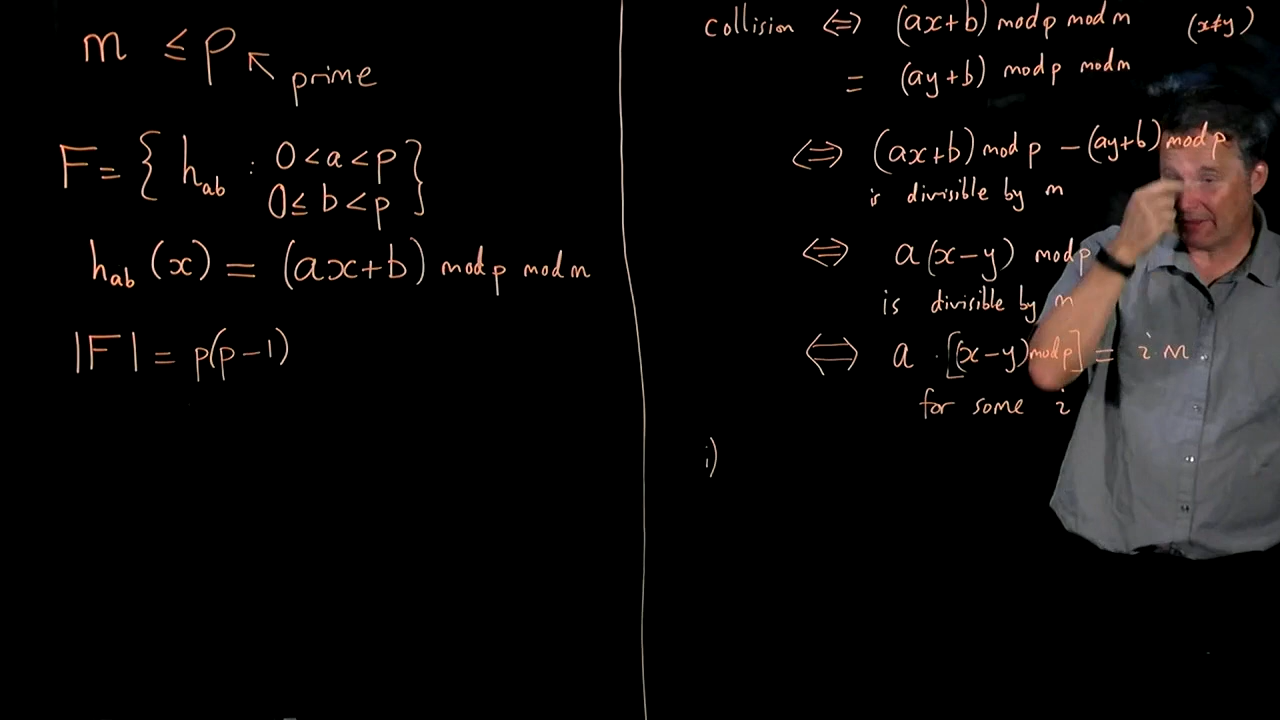 m ≤ p
prime
F = { h_ab : 0 < a < p
0 ≤ b < p }
h_ab (x) = (ax+b) mod p mod m
|F| = p(p-1)
collision ⇔ (ax+b) mod p mod m (x≠y)
= (ay+b) mod p mod m
⇔ (ax+b) mod p - (ay+b) mod p
is divisible by m
⇔ a(x-y) mod p
is divisible by m
⇔ a · [(x-y) mod p] = i · m
for some i
i)